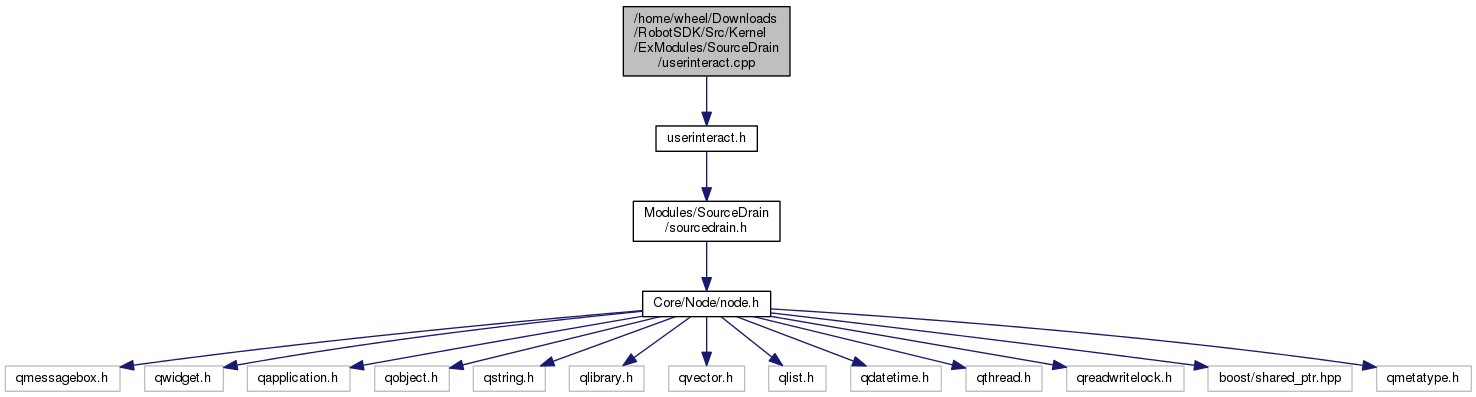 /home/wheel/Downloads
/RobotSDK/Src/Kernel
/ExModules/SourceDrain
/userinteract.cpp
userinteract.h
Modules/SourceDrain
/sourcedrain.h
Core/Node/node.h
qmessagebox.h
qwidget.h
qapplication.h
qobject.h
qstring.h
qlibrary.h
qvector.h
qlist.h
qdatetime.h
qthread.h
qreadwritelock.h
boost/shared_ptr.hpp
qmetatype.h